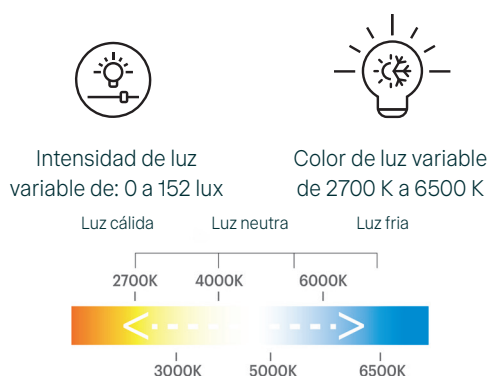 Intensidad de luz
variable de: 0 a 152 lux
Color de luz variable
de 2700 K a 6500 K
Luz cálida
Luz neutra
Luz fria
2700K
4000K
6000K
3000K
5000K
6500K